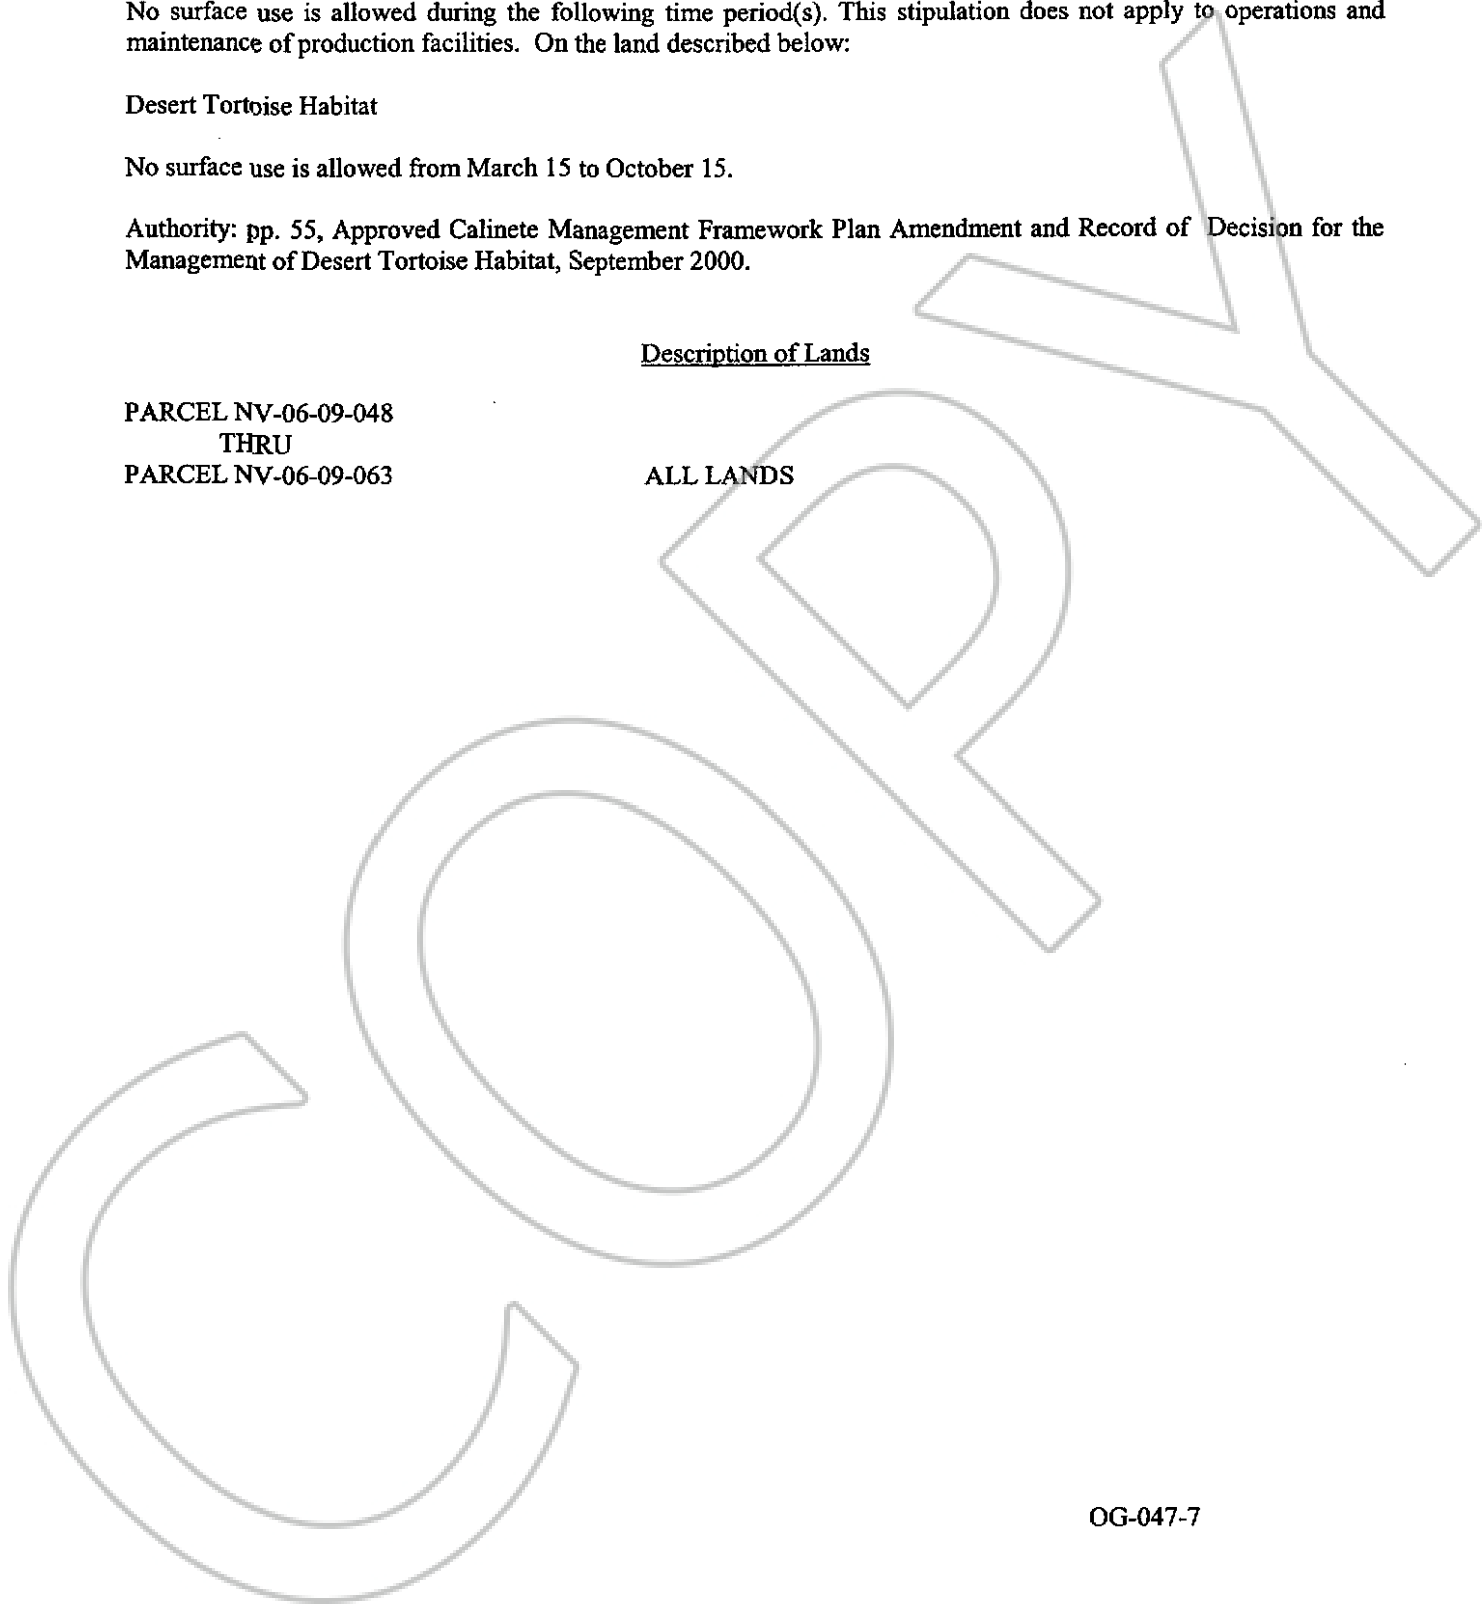 No surface use is allowed during the following time period(s). This stipulation does not apply to operations and
maintenance of production facilities. On the land described below:
Desert Tortoise Habitat
No surface use is allowed from March 15 to October 15.
Authority: pp. 55, Approved Calinete Management Framework Plan Amendment and Record of Decision for the
Management of Desert Tortoise Habitat, September 2000.
Description of Lands
PARCEL NV-06-09-048
THRU
PARCEL NV-06-09-063 ALL LANDS
COPY
OG-047-7